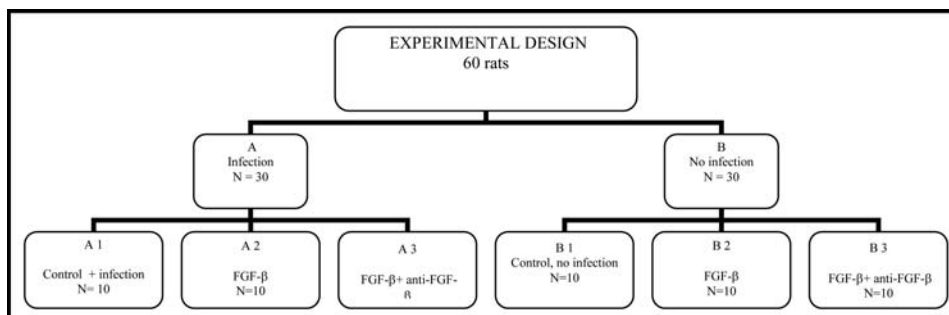 EXPERIMENTAL DESIGN
60 rats
A
Infection
N = 30
B
No infection
N = 30
A 1
Control + infection
N= 10
A 2
FGF-β
N=10
A 3
FGF-β+ anti-FGF-
β
B 1
Control, no infection
N=10
B 2
FGF-β
N=10
B 3
FGF-β+ anti-FGF-β
N=10